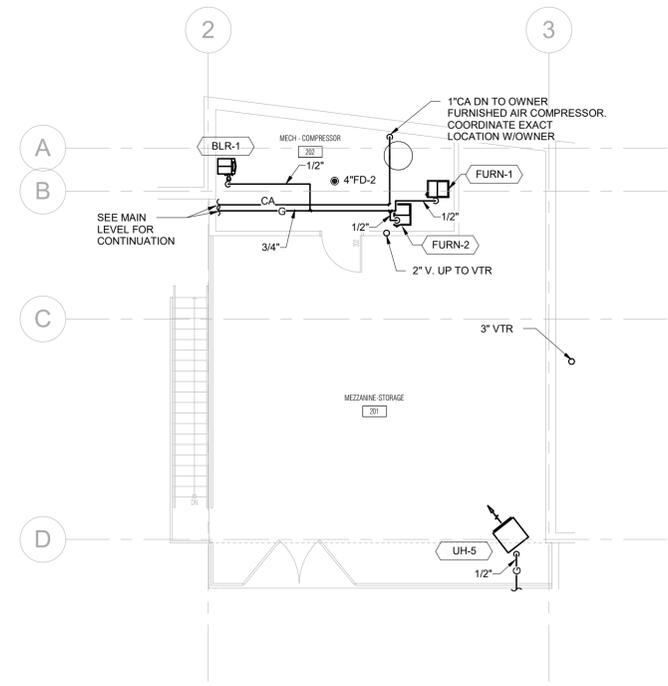 2
3
1"CA DN TO OWNER
FURNISHED AIR COMPRESSOR.
COORDINATE EXACT
LOCATION W/OWNER
A
BLR-1
MECH - COMPRESSOR
202
1/2"
4"FD-2
FURN-1
B
CA
G
1/2"
SEE MAIN
LEVEL FOR
CONTINUATION
3/4"
1/2"
FURN-2
202
2" V. UP TO VTR
C
3" VTR
MEZZANINE-STORAGE
201
DN
D
UH-5
1/2"
G